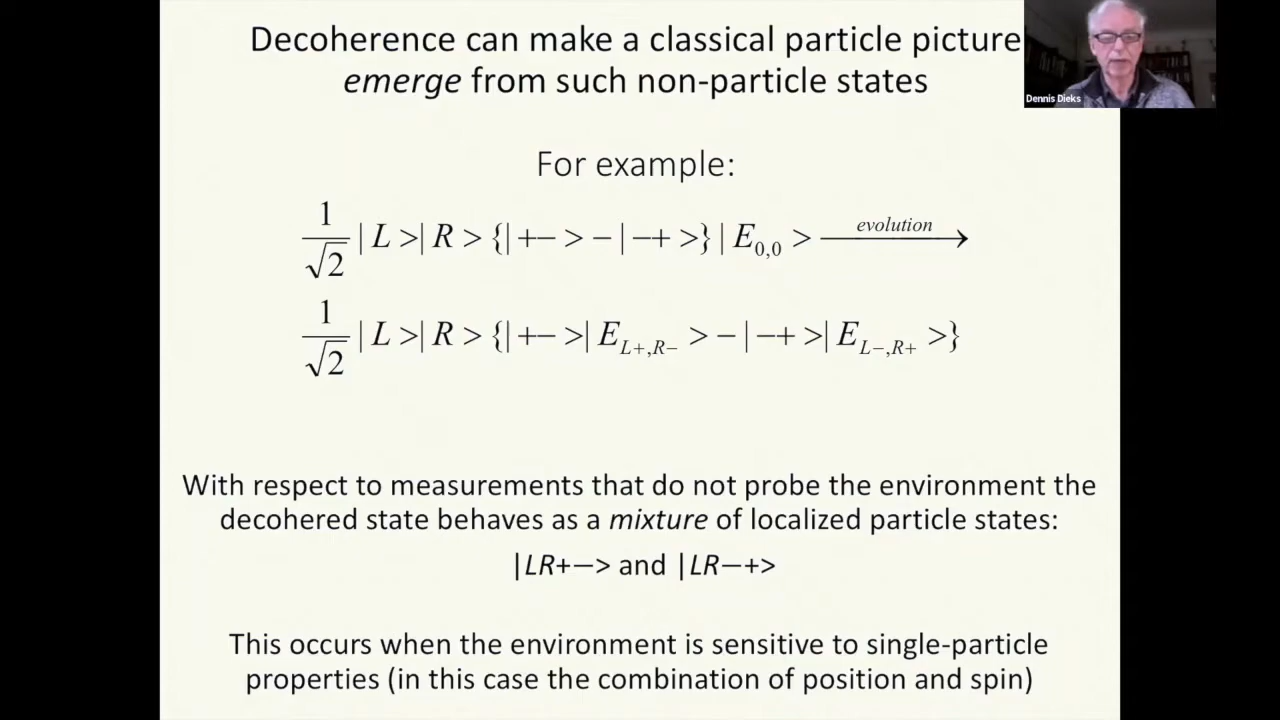 Decoherence can make a classical particle picture
emerge from such non-particle states
Dennis Dieks
For example:
1/√2 | L >| R > {| +− > − | −+ >} | E0,0 > evolution →
1/√2 | L >| R > {| +− >| EL+,R− > − | −+ >| EL−,R+ >}
With respect to measurements that do not probe the environment the
decohered state behaves as a mixture of localized particle states:
|LR+−> and |LR−+>
This occurs when the environment is sensitive to single-particle
properties (in this case the combination of position and spin)